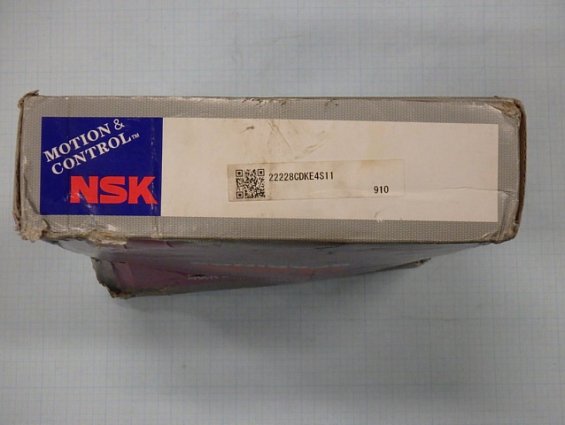 MOTION &
CONTROL™
NSK
22228CDKE4S11
910